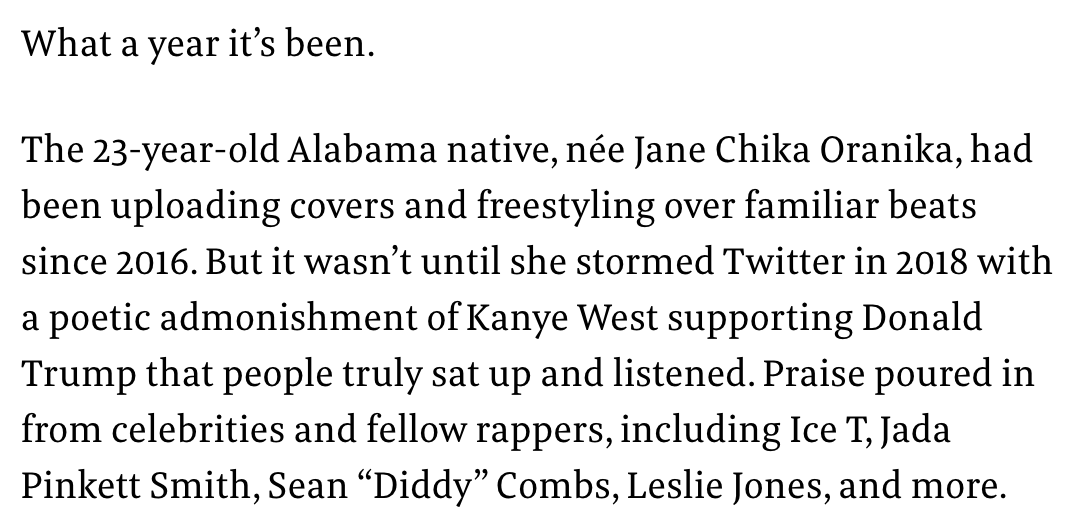 What a year it’s been.
The 23-year-old Alabama native, née Jane Chika Oranika, had
been uploading covers and freestyling over familiar beats
since 2016. But it wasn’t until she stormed Twitter in 2018 with
a poetic admonishment of Kanye West supporting Donald
Trump that people truly sat up and listened. Praise poured in
from celebrities and fellow rappers, including Ice T, Jada
Pinkett Smith, Sean “Diddy” Combs, Leslie Jones, and more.